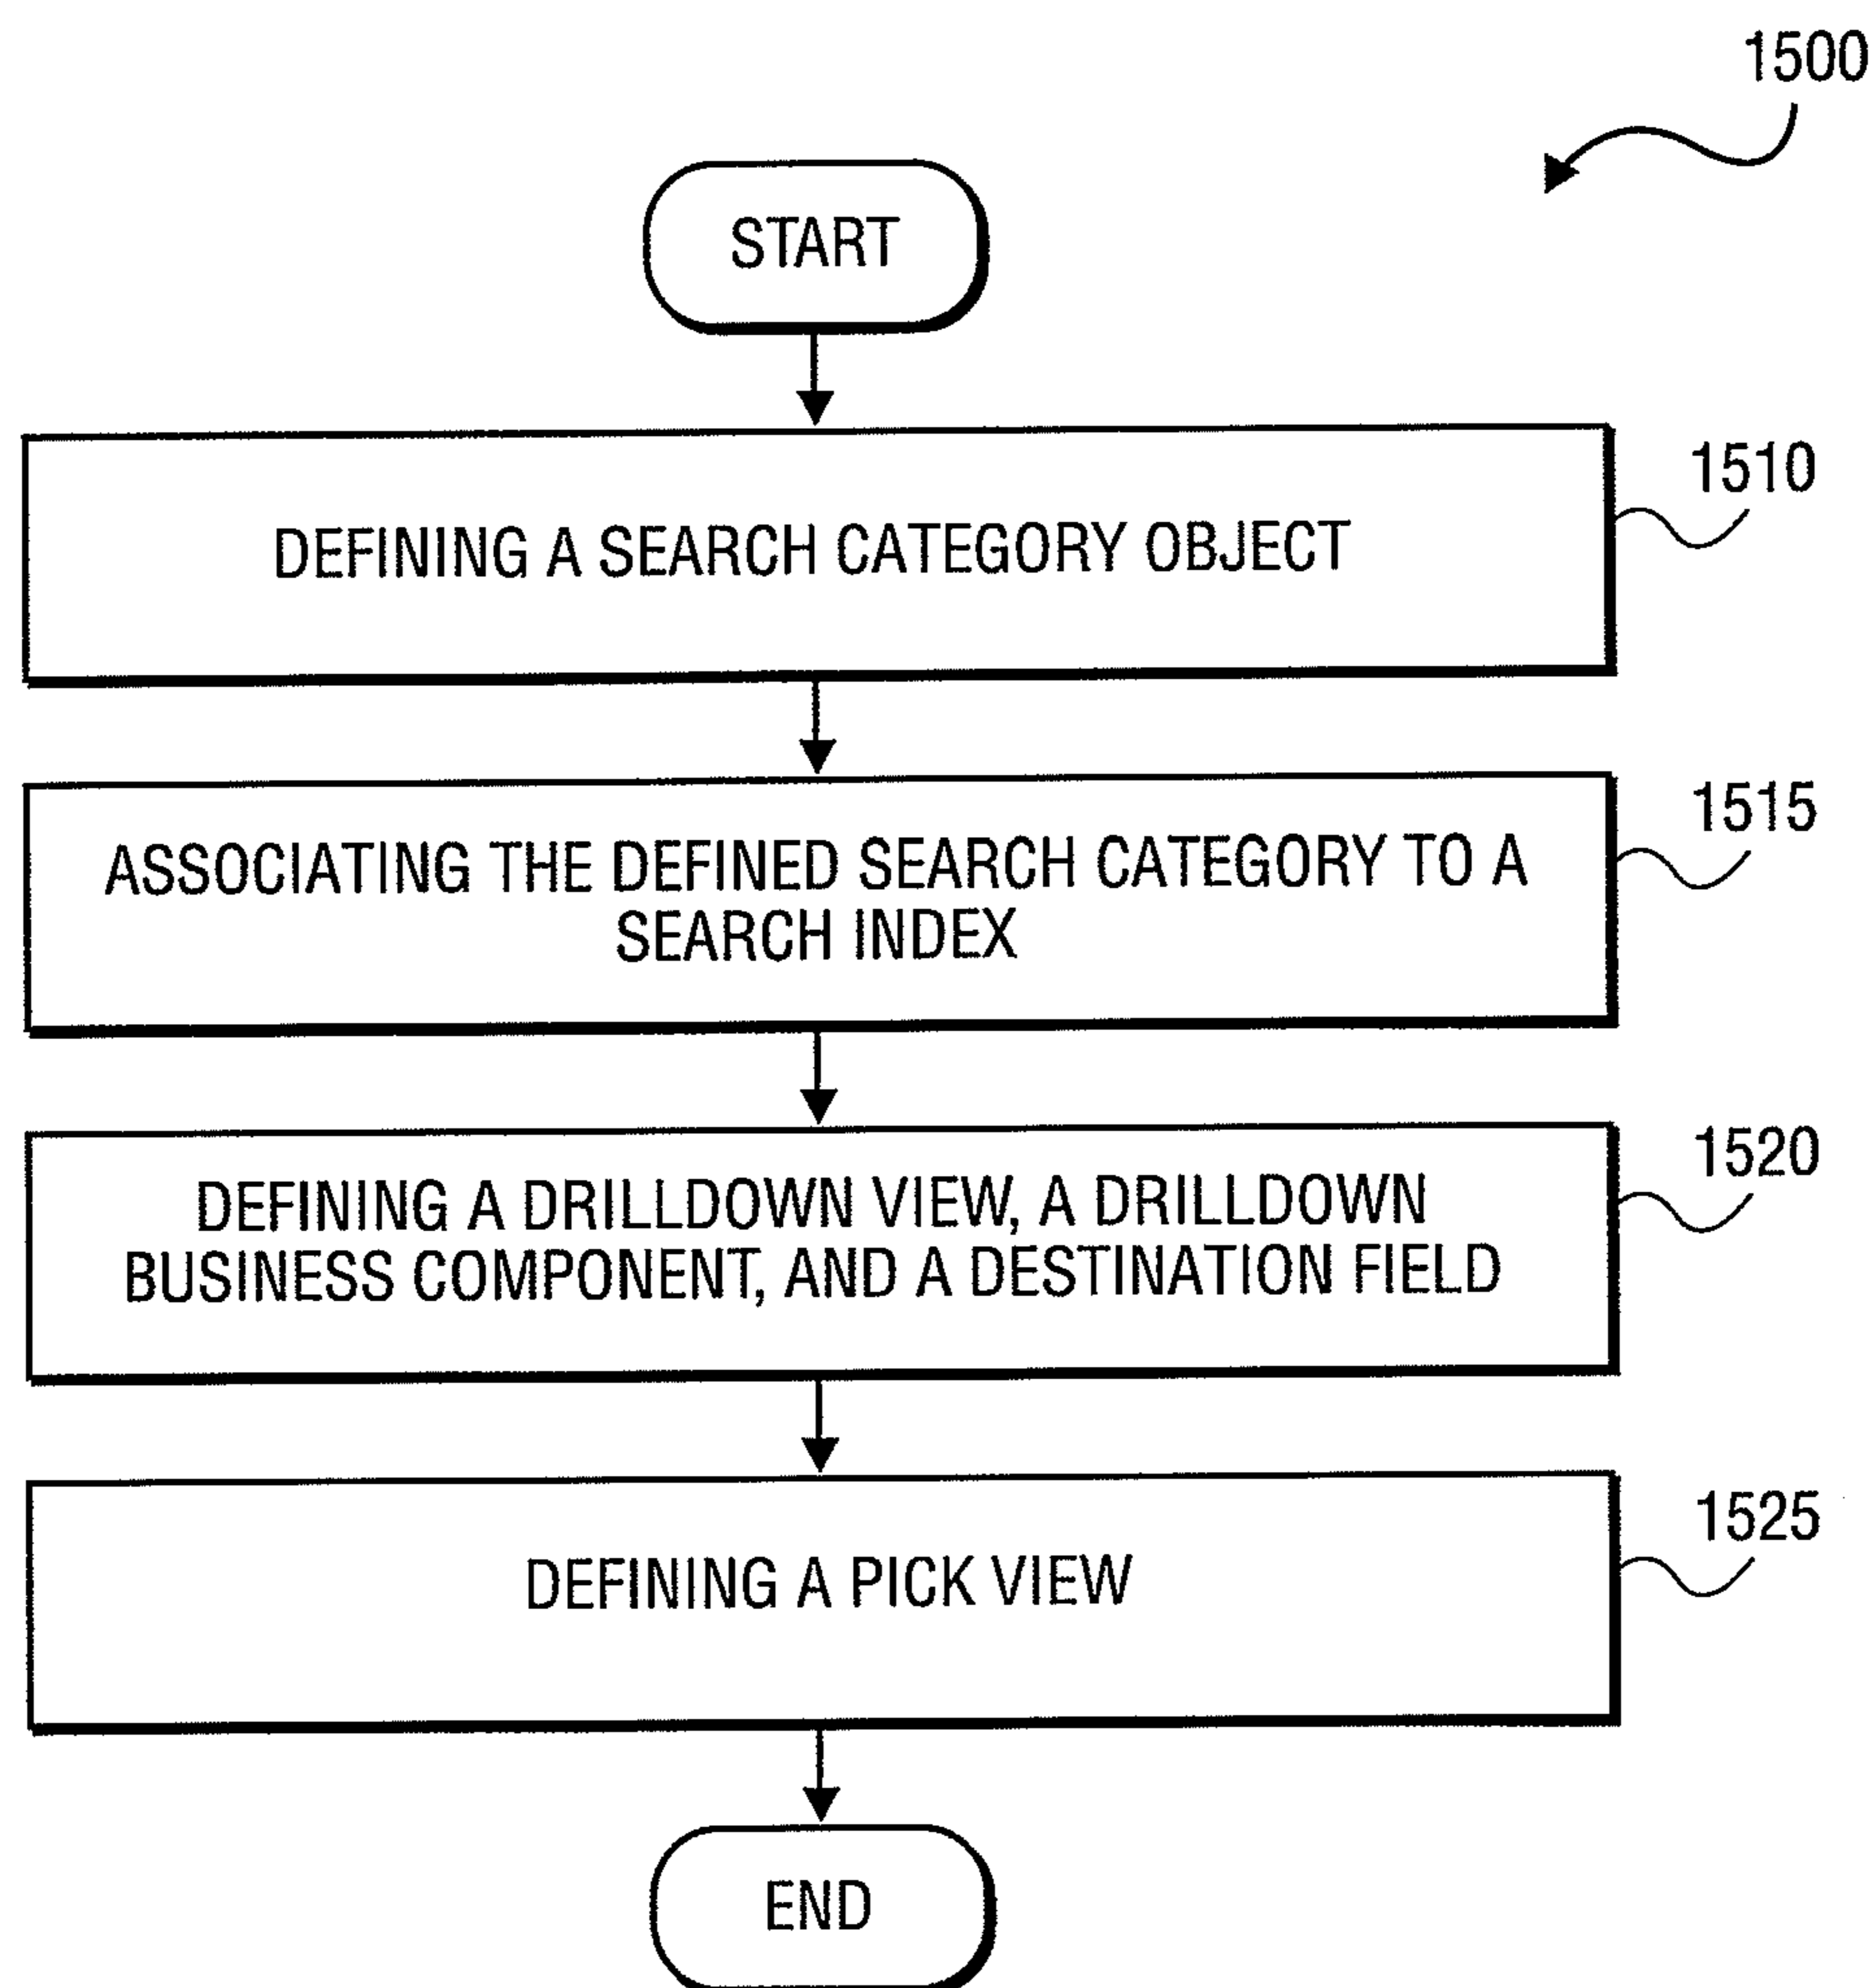 1500
START
DEFINING A SEARCH CATEGORY OBJECT
1510
ASSOCIATING THE DEFINED SEARCH CATEGORY TO A
SEARCH INDEX
1515
DEFINING A DRILLDOWN VIEW, A DRILLDOWN
BUSINESS COMPONENT, AND A DESTINATION FIELD
1520
DEFINING A PICK VIEW
1525
END